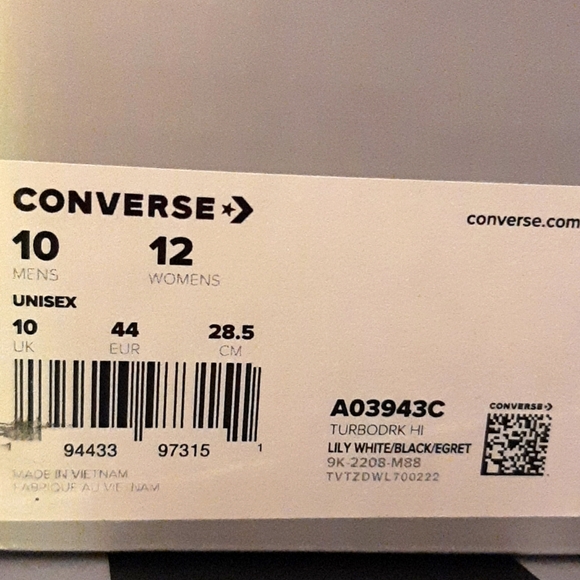 CONVERSE
converse.com
10 12
MENS WOMENS
UNISEX
10 44 28.5
UK EUR CM
94433 97315 1
MADE IN VIETNAM
FABRIQUE AU VIETNAM
A03943C
TURBODRK HI
LILY WHITE/BLACK/EGRET
9K-2208-M88
TVTZDWL700222
CONVERSE